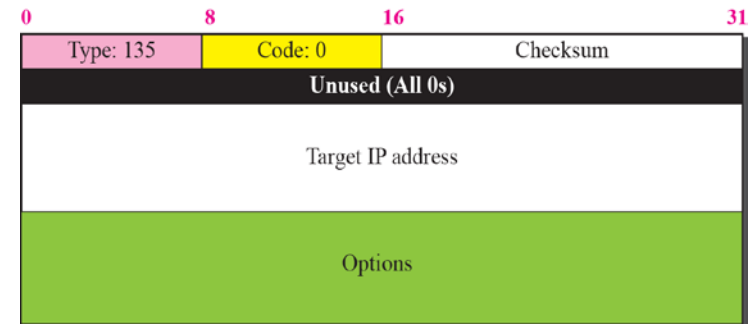 0 8 16 31
Type: 135 Code: 0 Checksum
Unused (All 0s)
Target IP address
Options